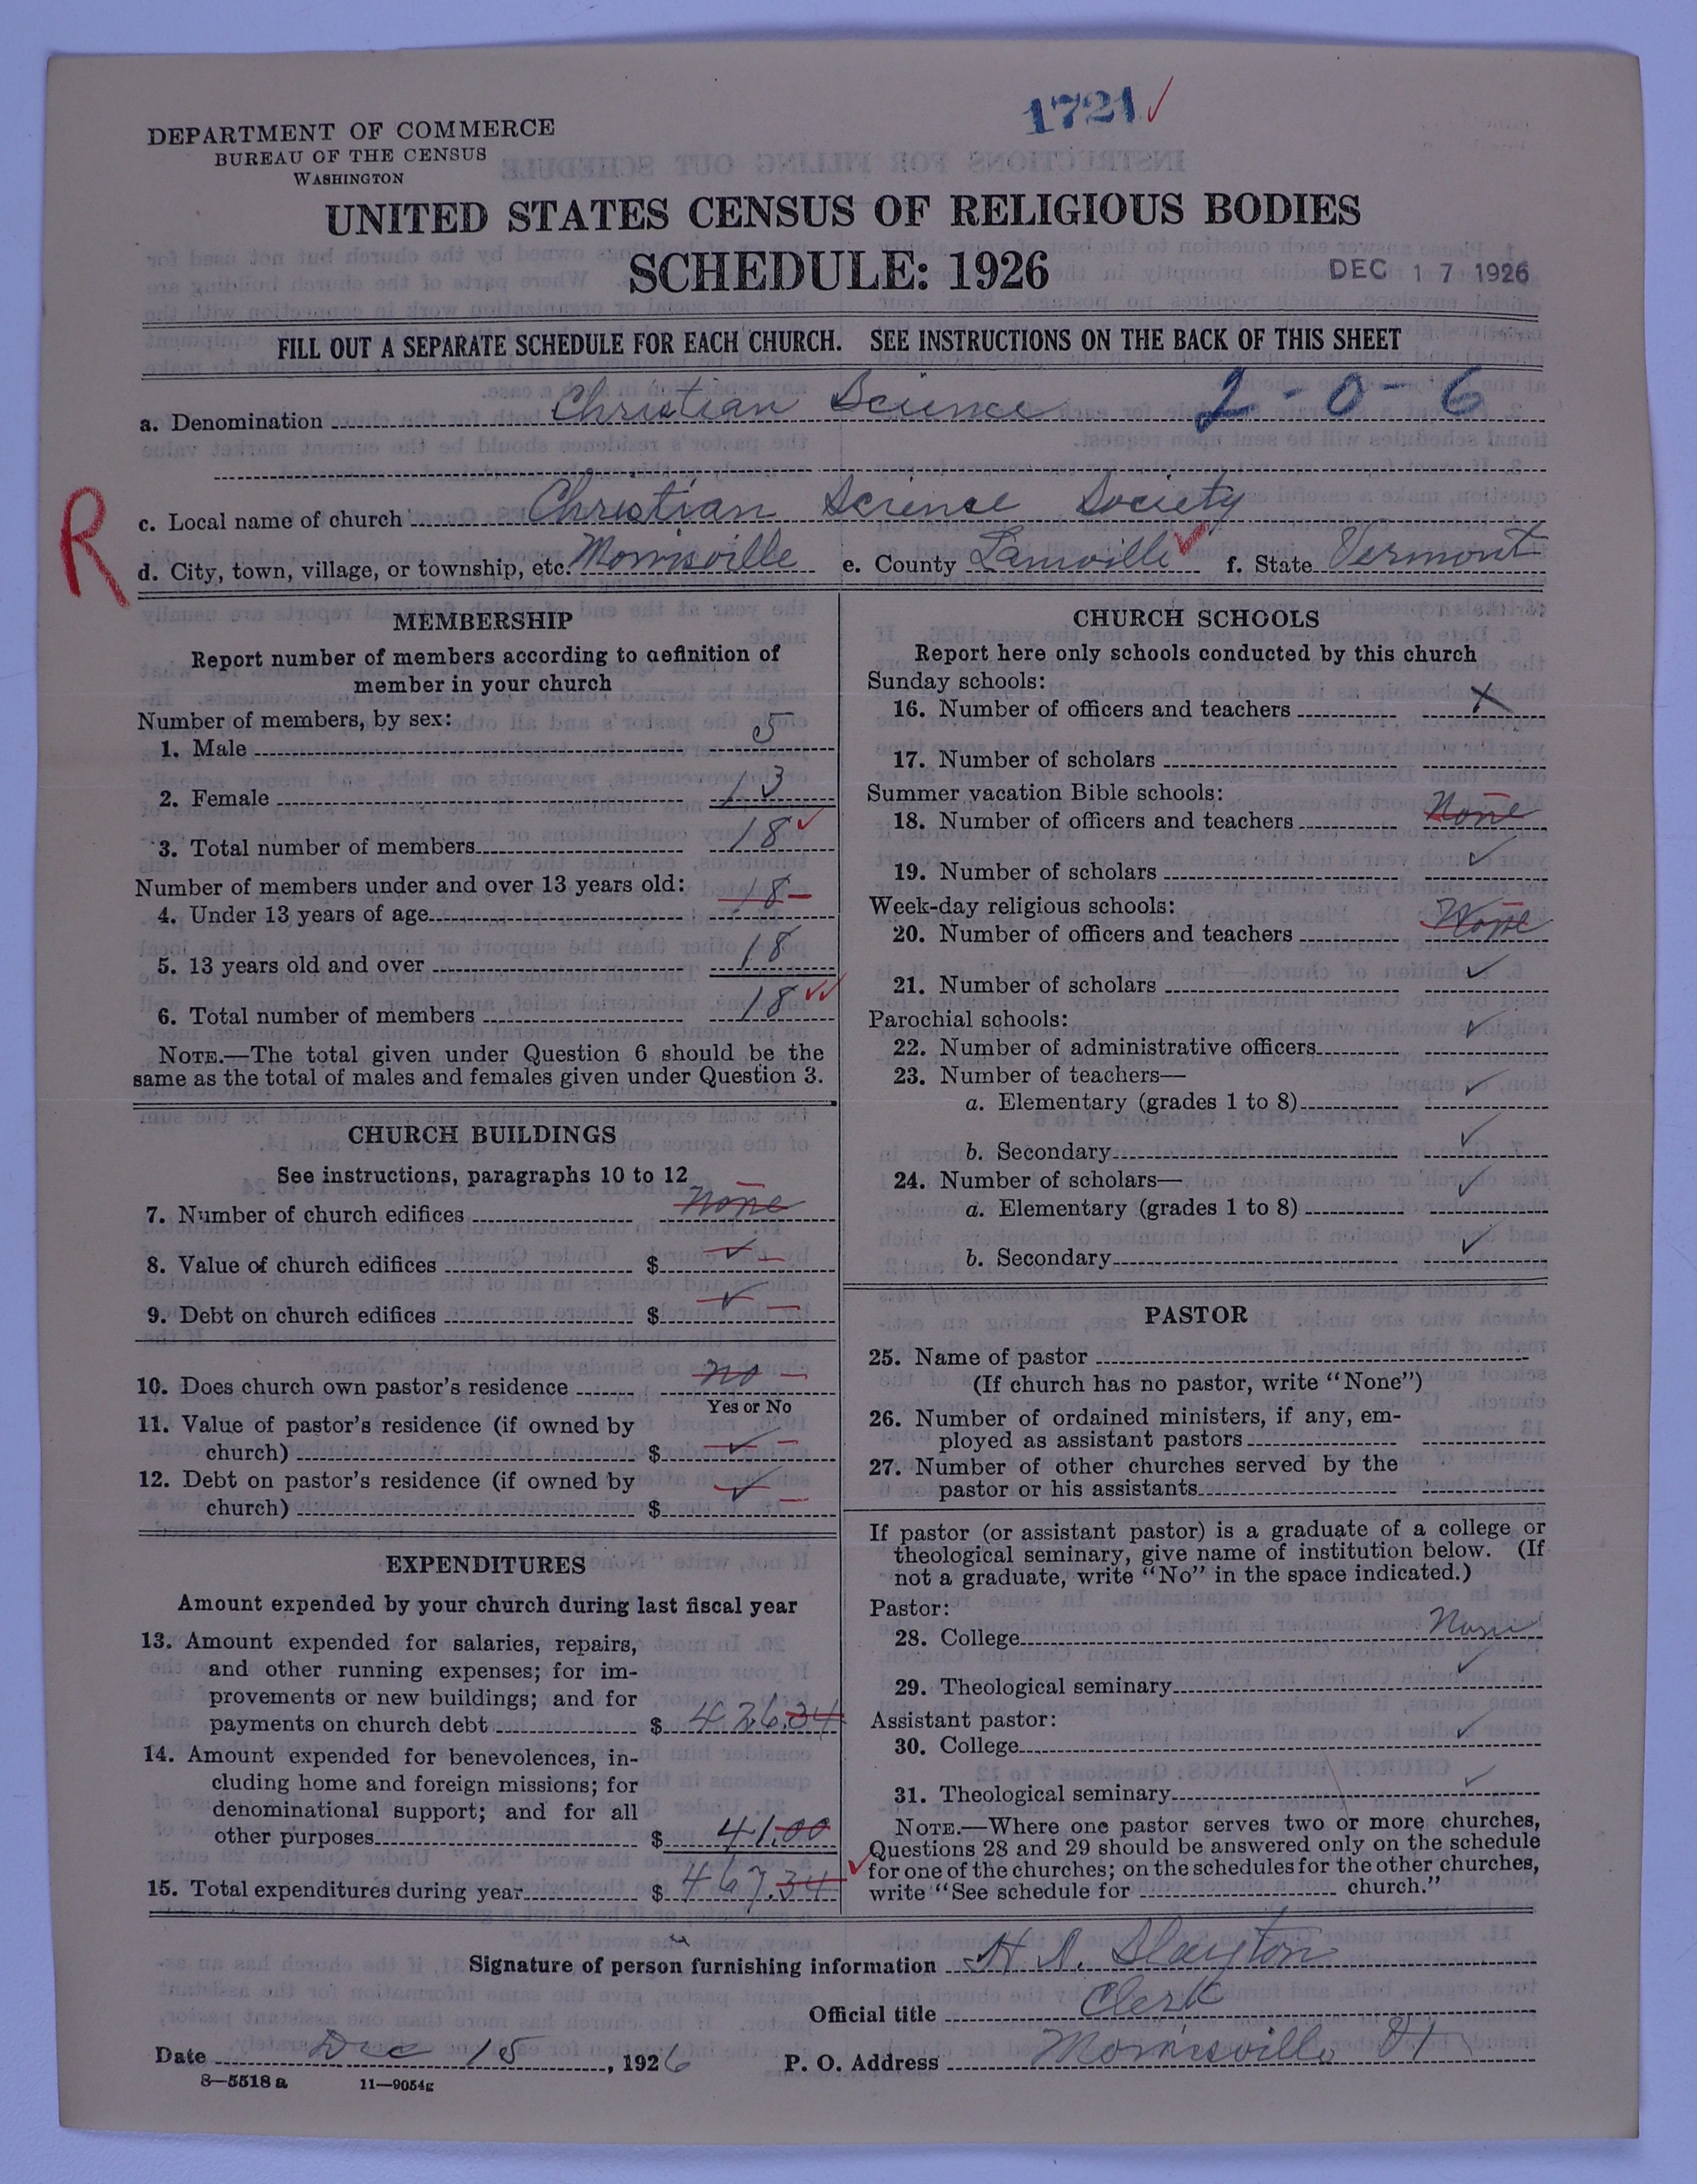 1721 ✓
DEPARTMENT OF COMMERCE
BUREAU OF THE CENSUS
WASHINGTON
UNITED STATES CENSUS OF RELIGIOUS BODIES
SCHEDULE: 1926
DEC 17 1926
FILL OUT A SEPARATE SCHEDULE FOR EACH CHURCH. SEE INSTRUCTIONS ON THE BACK OF THIS SHEET
a. Denomination Christian Science 2-0-6
R
c. Local name of church Christian Science Society
d. City, town, village, or township, etc. Morrisville e. County Lamoille ✓ f. State Vermont
MEMBERSHIP
Report number of members according to definition of
member in your church
Number of members, by sex:
1. Male 5
2. Female 13
3. Total number of members 18 ✓
Number of members under and over 13 years old:
4. Under 13 years of age 18 –
5. 13 years old and over 18
6. Total number of members 18 ✓✓
NOTE.—The total given under Question 6 should be the
same as the total of males and females given under Question 3.
CHURCH BUILDINGS
See instructions, paragraphs 10 to 12
7. Number of church edifices none
8. Value of church edifices $ ✓ –
9. Debt on church edifices $ ✓ –
10. Does church own pastor's residence no –
Yes or No
11. Value of pastor's residence (if owned by
church) $ ✓ –
12. Debt on pastor's residence (if owned by
church) $ ✓ –
EXPENDITURES
Amount expended by your church during last fiscal year
13. Amount expended for salaries, repairs,
and other running expenses; for im-
provements or new buildings; and for
payments on church debt $ 426.34
14. Amount expended for benevolences, in-
cluding home and foreign missions; for
denominational support; and for all
other purposes $ 41.00
15. Total expenditures during year $ 467.34 ✓
CHURCH SCHOOLS
Report here only schools conducted by this church
Sunday schools:
16. Number of officers and teachers X
17. Number of scholars
Summer vacation Bible schools:
18. Number of officers and teachers None
19. Number of scholars ✓
Week-day religious schools:
20. Number of officers and teachers None
21. Number of scholars ✓
Parochial schools:
22. Number of administrative officers ✓
23. Number of teachers—
a. Elementary (grades 1 to 8) ✓
b. Secondary ✓
24. Number of scholars—
a. Elementary (grades 1 to 8) ✓
b. Secondary ✓
PASTOR
25. Name of pastor
(If church has no pastor, write "None")
26. Number of ordained ministers, if any, em-
ployed as assistant pastors
27. Number of other churches served by the
pastor or his assistants
If pastor (or assistant pastor) is a graduate of a college or
theological seminary, give name of institution below. (If
not a graduate, write "No" in the space indicated.)
Pastor:
28. College None
29. Theological seminary ✓
Assistant pastor:
30. College ✓
31. Theological seminary ✓
NOTE.—Where one pastor serves two or more churches,
Questions 28 and 29 should be answered only on the schedule
for one of the churches; on the schedules for the other churches,
write "See schedule for church."
Signature of person furnishing information H. A. Slayton
Official title Clerk
Date Dec 15, 1926 P. O. Address Morrisville Vt
8—5518 a 11—9054g